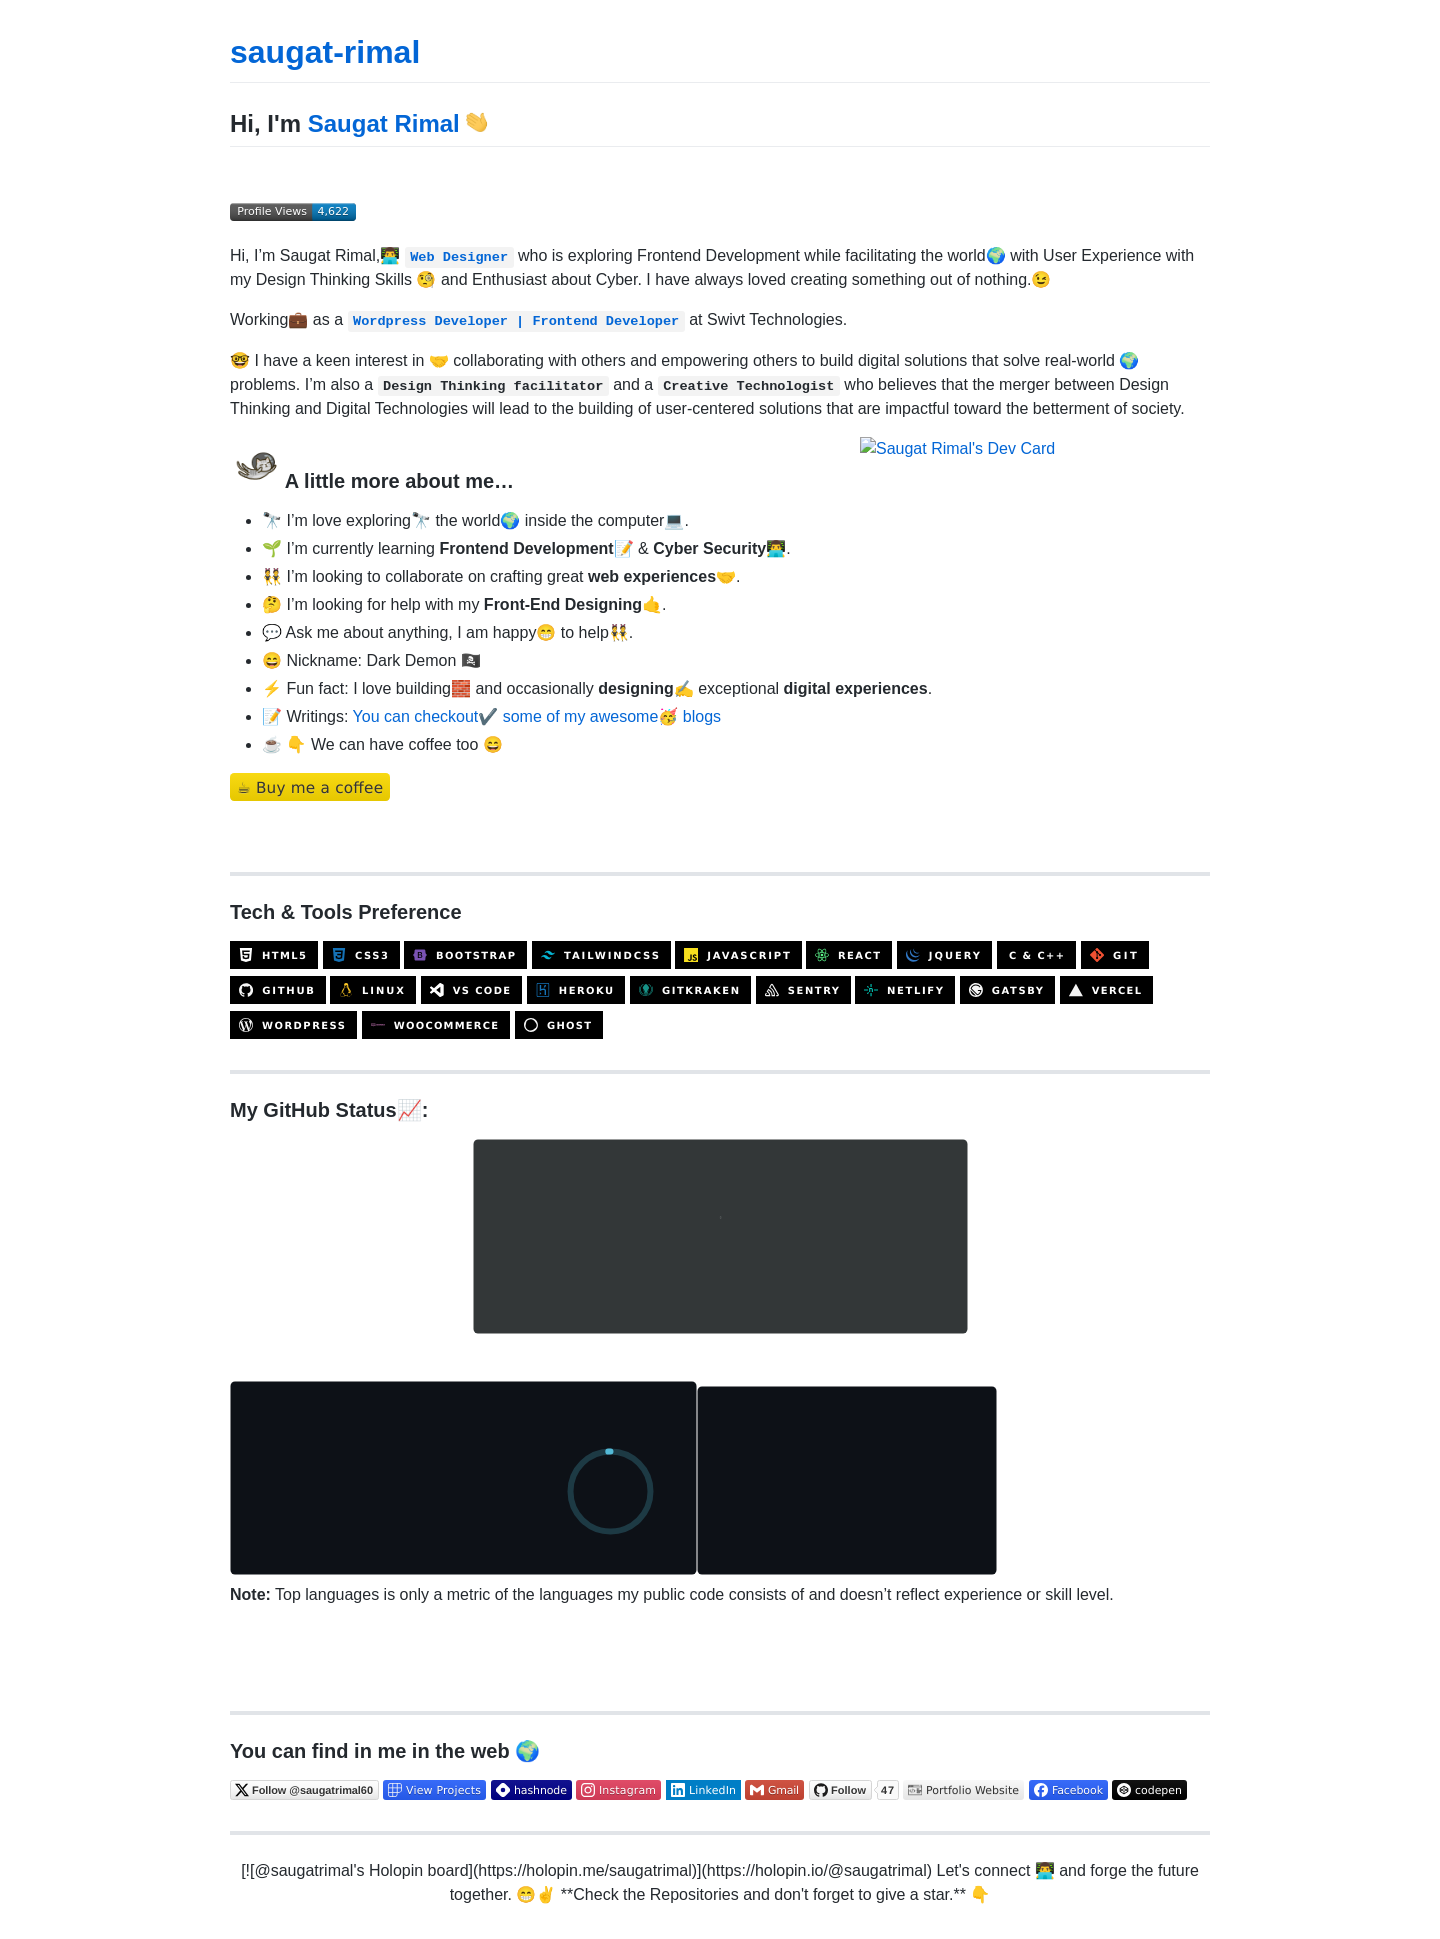 saugat-rimal
Hi, I'm Saugat Rimal 👋
Profile Views 4,622
Hi, I’m Saugat Rimal,👨‍💻 Web Designer who is exploring Frontend Development while facilitating the world🌍 with User Experience with
my Design Thinking Skills 🧐 and Enthusiast about Cyber. I have always loved creating something out of nothing.😉
Working💼 as a Wordpress Developer | Frontend Developer at Swivt Technologies.
🤓 I have a keen interest in 🤝 collaborating with others and empowering others to build digital solutions that solve real-world 🌍
problems. I’m also a Design Thinking facilitator and a Creative Technologist who believes that the merger between Design
Thinking and Digital Technologies will lead to the building of user-centered solutions that are impactful toward the betterment of society.
Saugat Rimal's Dev Card
A little more about me…
🔭 I’m love exploring🔭 the world🌍 inside the computer💻.
🌱 I’m currently learning Frontend Development📝 & Cyber Security👨‍💻.
👯 I’m looking to collaborate on crafting great web experiences🤝.
🤔 I’m looking for help with my Front-End Designing🤙.
💬 Ask me about anything, I am happy😁 to help👯.
😄 Nickname: Dark Demon 🏴‍☠️
⚡ Fun fact: I love building🧱 and occasionally designing✍️ exceptional digital experiences.
📝 Writings: You can checkout✔️ some of my awesome🥳 blogs
☕ 👇 We can have coffee too 😄
☕ Buy me a coffee
Tech & Tools Preference
HTML5 CSS3 BOOTSTRAP TAILWINDCSS JAVASCRIPT REACT JQUERY C & C++ GIT
GITHUB LINUX VS CODE HEROKU GITKRAKEN SENTRY NETLIFY GATSBY VERCEL
WORDPRESS WOOCOMMERCE GHOST
My GitHub Status📈:
Note: Top languages is only a metric of the languages my public code consists of and doesn’t reflect experience or skill level.
You can find in me in the web 🌍
Follow @saugatrimal60 View Projects hashnode Instagram LinkedIn Gmail Follow 47 Portfolio Website Facebook codepen
[![@saugatrimal's Holopin board](https://holopin.me/saugatrimal)](https://holopin.io/@saugatrimal) Let's connect 👨‍💻 and forge the future
together. 😁✌️ **Check the Repositories and don't forget to give a star.** 👇